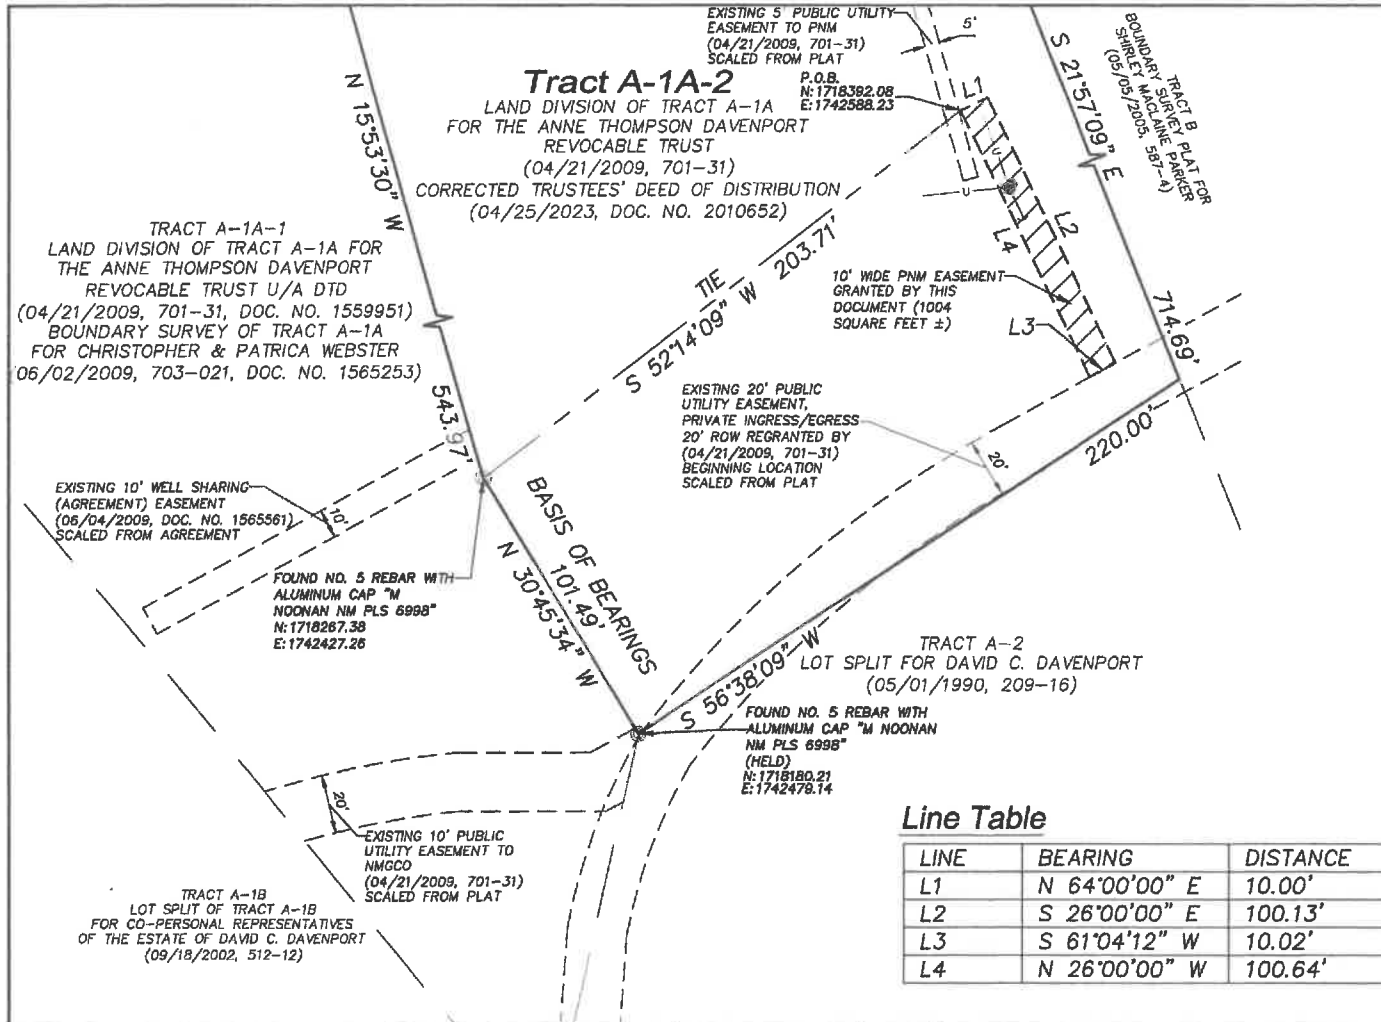 EXISTING 5' PUBLIC UTILITY
EASEMENT TO PNM
(04/21/2009, 701-31)
SCALED FROM PLAT
5'
P.O.B.
N:1718392.08
E:1742588.23
L1
S 21°57'09" E
714.69'
TRACT B
BOUNDARY SURVEY PLAT FOR
SHIRLEY MACLAINE PARKER
(05/05/2005, 587-4)
N 15°53'30" W
543.97'
Tract A-1A-2
LAND DIVISION OF TRACT A-1A
FOR THE ANNE THOMPSON DAVENPORT
REVOCABLE TRUST
(04/21/2009, 701-31)
CORRECTED TRUSTEES' DEED OF DISTRIBUTION
(04/25/2023, DOC. NO. 2010652)
TRACT A-1A-1
LAND DIVISION OF TRACT A-1A FOR
THE ANNE THOMPSON DAVENPORT
REVOCABLE TRUST U/A DTD
(04/21/2009, 701-31, DOC. NO. 1559951)
BOUNDARY SURVEY OF TRACT A-1A
FOR CHRISTOPHER & PATRICA WEBSTER
06/02/2009, 703-021, DOC. NO. 1565253)
U
U
L2
L4
L3
TIE
S 52°14'09" W 203.71'
10' WIDE PNM EASEMENT
GRANTED BY THIS
DOCUMENT (1004
SQUARE FEET ±)
EXISTING 20' PUBLIC
UTILITY EASEMENT,
PRIVATE INGRESS/EGRESS
20' ROW REGRANTED BY
(04/21/2009, 701-31)
BEGINNING LOCATION
SCALED FROM PLAT
20'
220.00'
S 56°38'09" W
EXISTING 10' WELL SHARING
(AGREEMENT) EASEMENT
(06/04/2009, DOC. NO. 1565561)
SCALED FROM AGREEMENT
10'
FOUND NO. 5 REBAR WITH
ALUMINUM CAP "M
NOONAN NM PLS 6998"
N:1718267.38
E:1742427.26
BASIS OF BEARINGS
101.49'
N 30°45'34" W
TRACT A-2
LOT SPLIT FOR DAVID C. DAVENPORT
(05/01/1990, 209-16)
FOUND NO. 5 REBAR WITH
ALUMINUM CAP "M NOONAN
NM PLS 6998"
(HELD)
N:1718180.21
E:1742479.14
20'
EXISTING 10' PUBLIC
UTILITY EASEMENT TO
NMGCO
(04/21/2009, 701-31)
SCALED FROM PLAT
TRACT A-1B
LOT SPLIT OF TRACT A-1B
FOR CO-PERSONAL REPRESENTATIVES
OF THE ESTATE OF DAVID C. DAVENPORT
(09/18/2002, 512-12)
Line Table
LINE BEARING DISTANCE
L1 N 64°00'00" E 10.00'
L2 S 26°00'00" E 100.13'
L3 S 61°04'12" W 10.02'
L4 N 26°00'00" W 100.64'